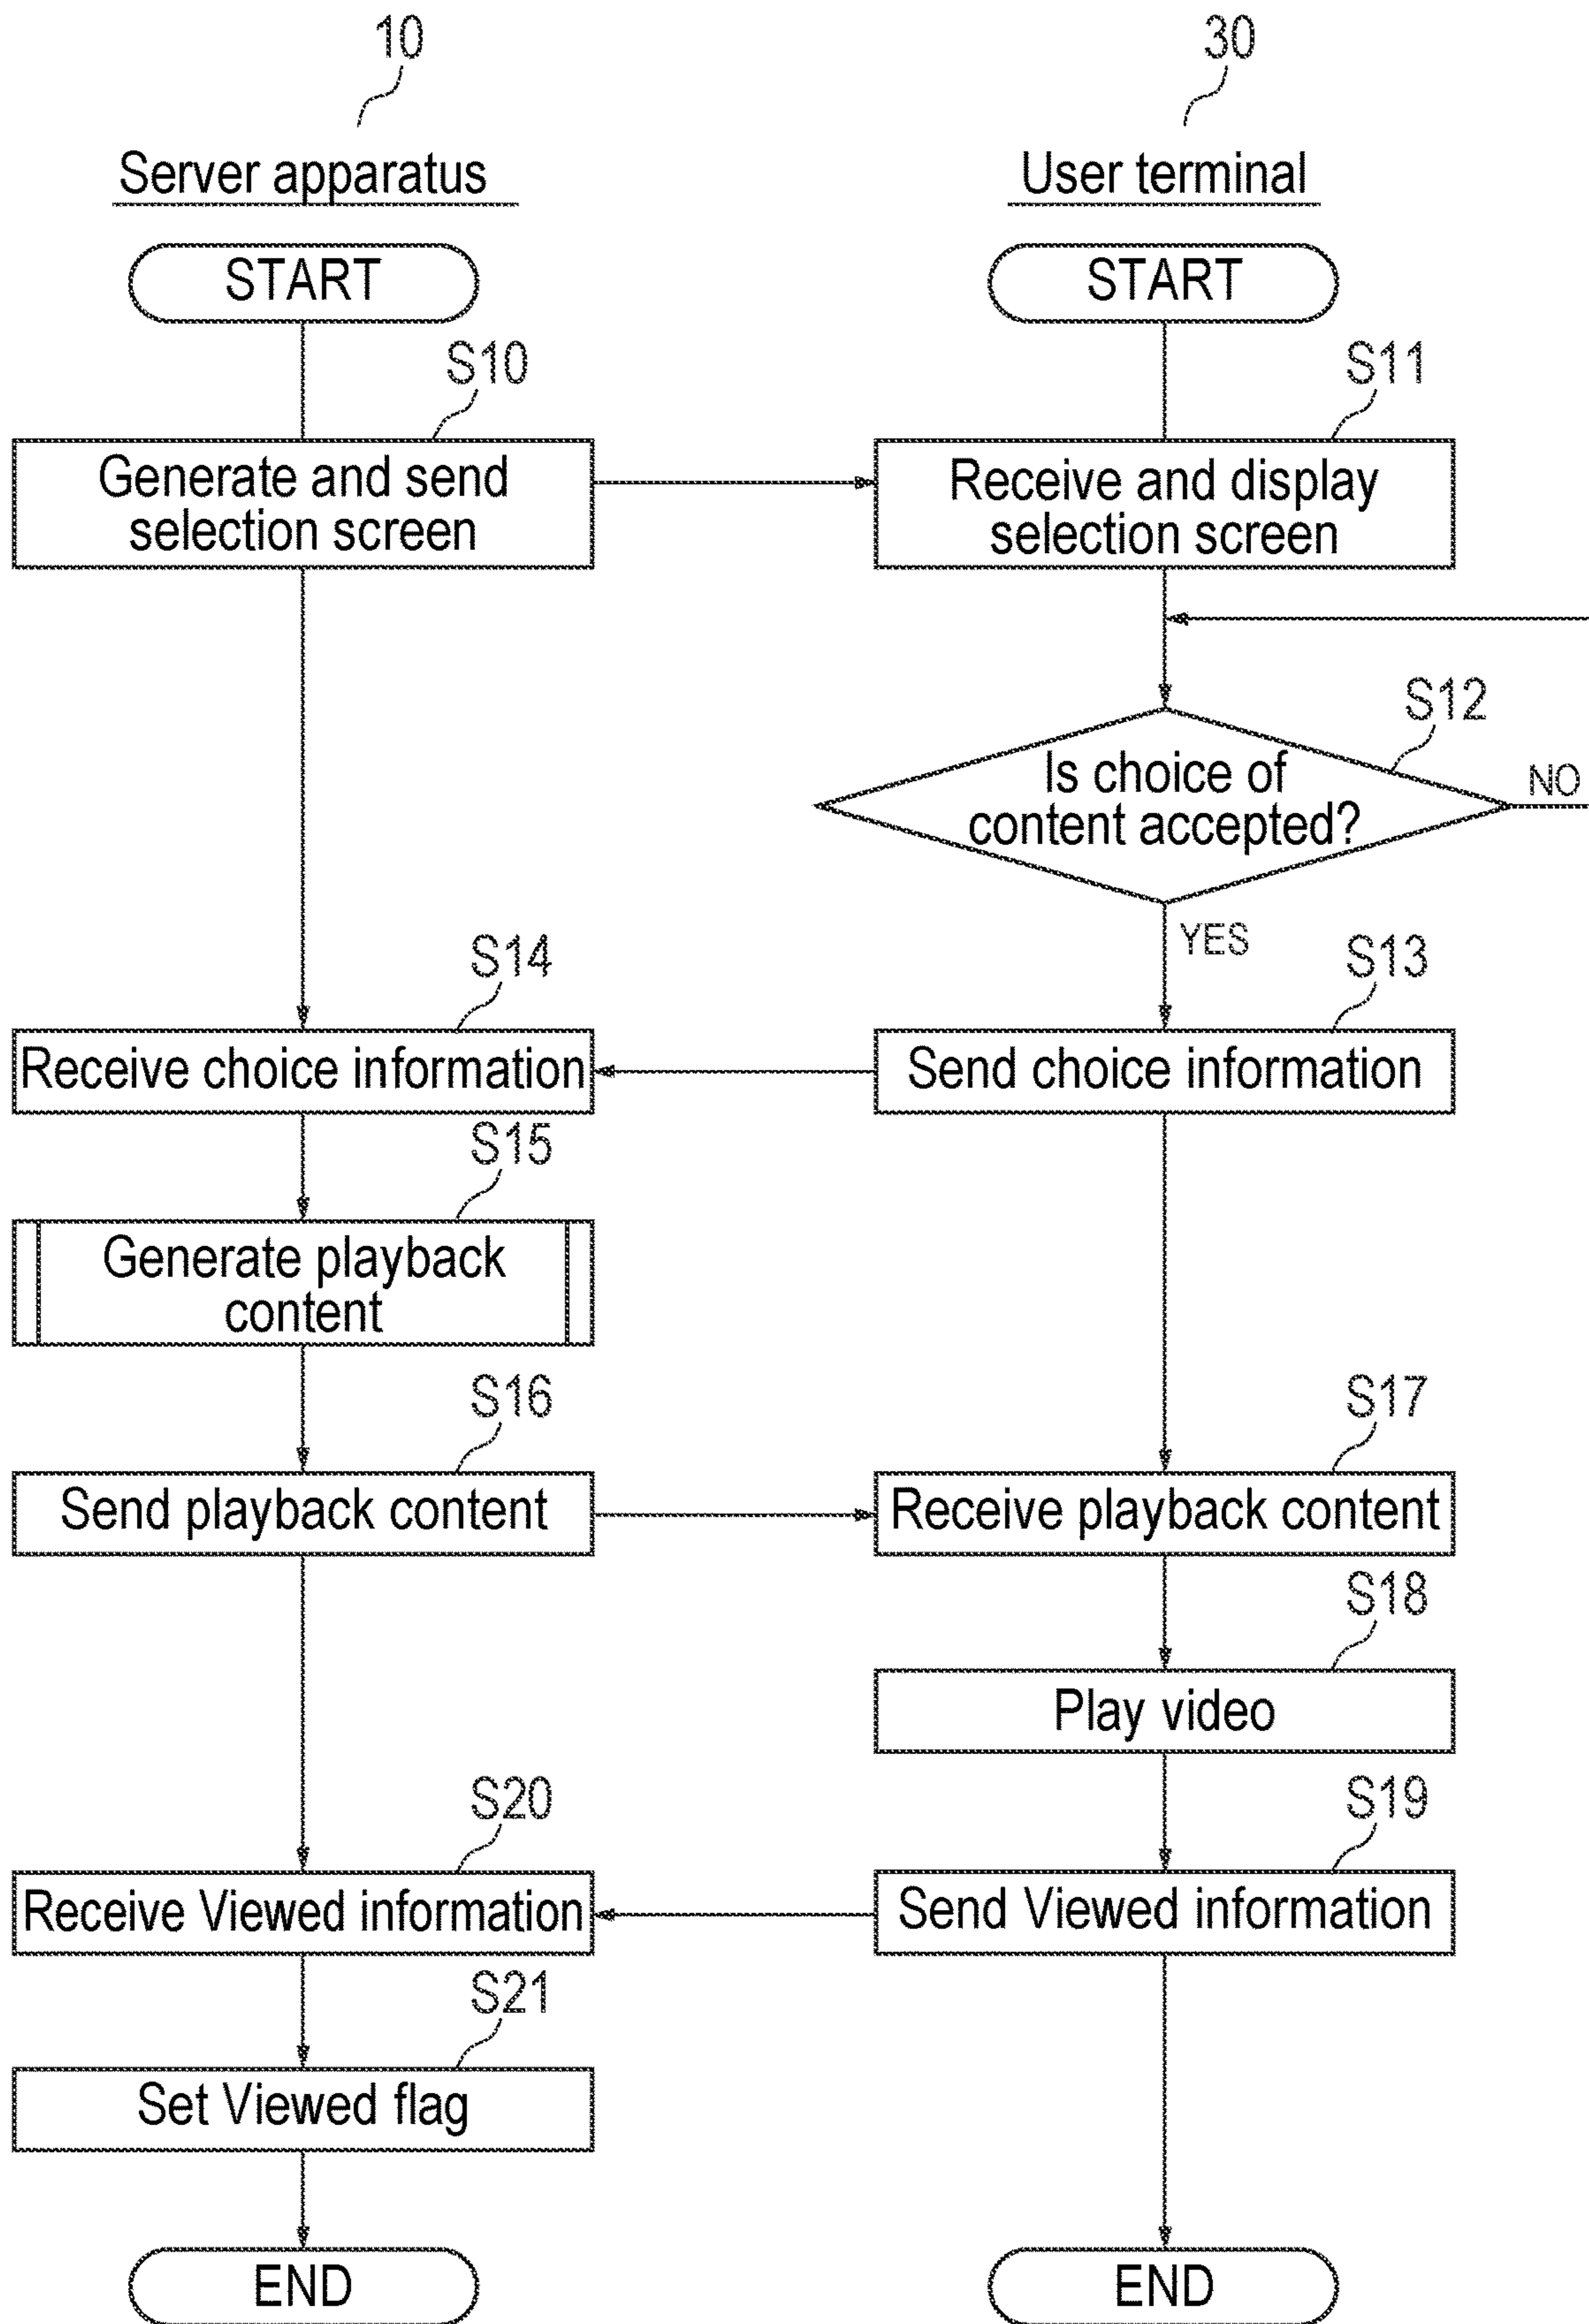 10
30
Server apparatus
User terminal
START
START
S10
S11
Generate and send
selection screen
Receive and display
selection screen
S12
Is choice of
content accepted?
NO
YES
S14
S13
Receive choice information
Send choice information
S15
Generate playback
content
S16
S17
Send playback content
Receive playback content
S18
Play video
S20
S19
Receive Viewed information
Send Viewed information
S21
Set Viewed flag
END
END